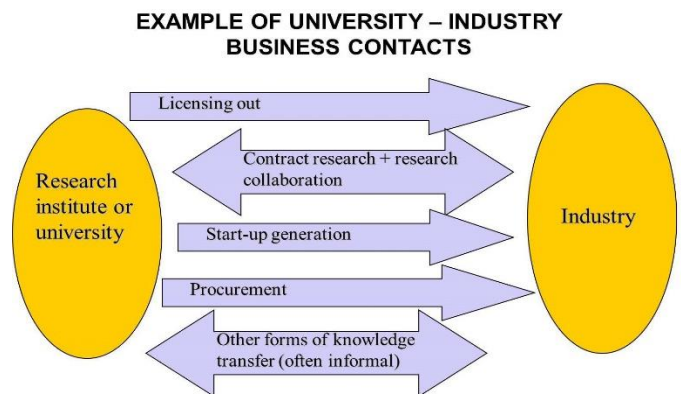 EXAMPLE OF UNIVERSITY – INDUSTRY
BUSINESS CONTACTS
Licensing out
Contract research + research
collaboration
Research
institute or
university
Industry
Start-up generation
Procurement
Other forms of knowledge
transfer (often informal)